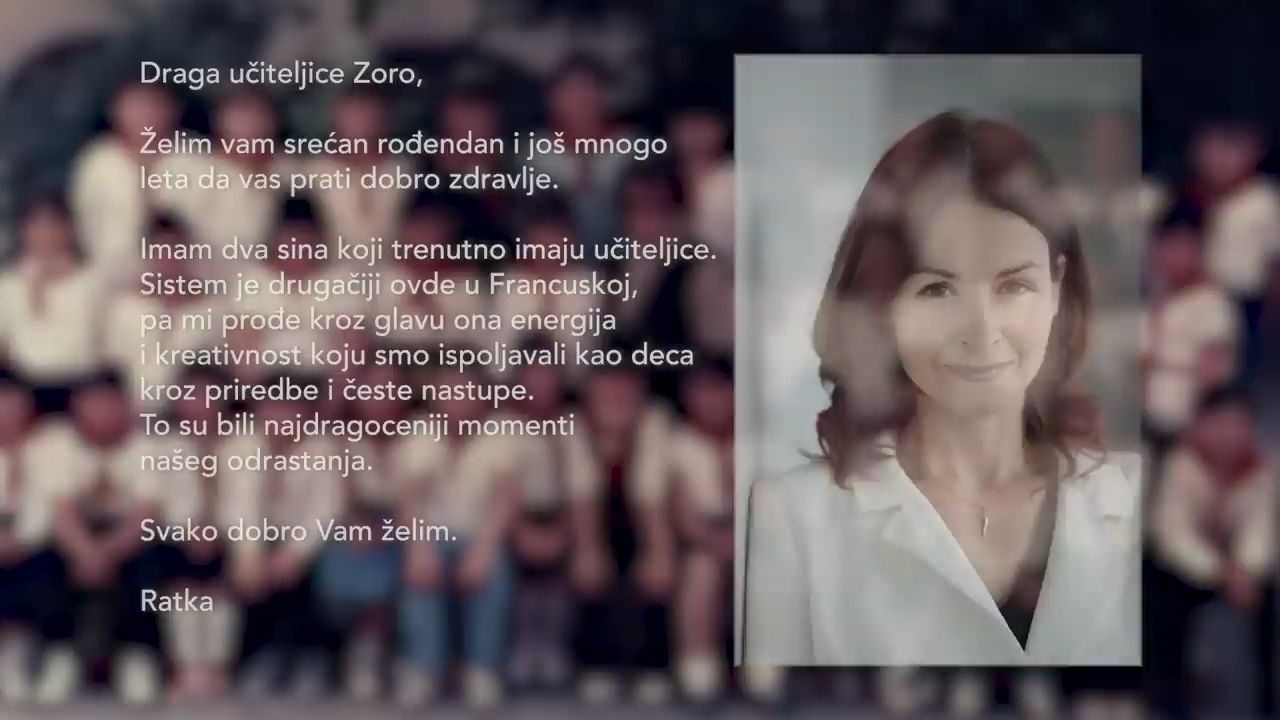 Draga učiteljice Zoro,
Želim vam srećan rođendan i još mnogo
leta da vas prati dobro zdravlje.
Imam dva sina koji trenutno imaju učiteljice.
Sistem je drugačiji ovde u Francuskoj,
pa mi prođe kroz glavu ona energija
i kreativnost koju smo ispoljavali kao deca
kroz priredbe i česte nastupe.
To su bili najdragoceniji momenti
našeg odrastanja.
Svako dobro Vam želim.
Ratka